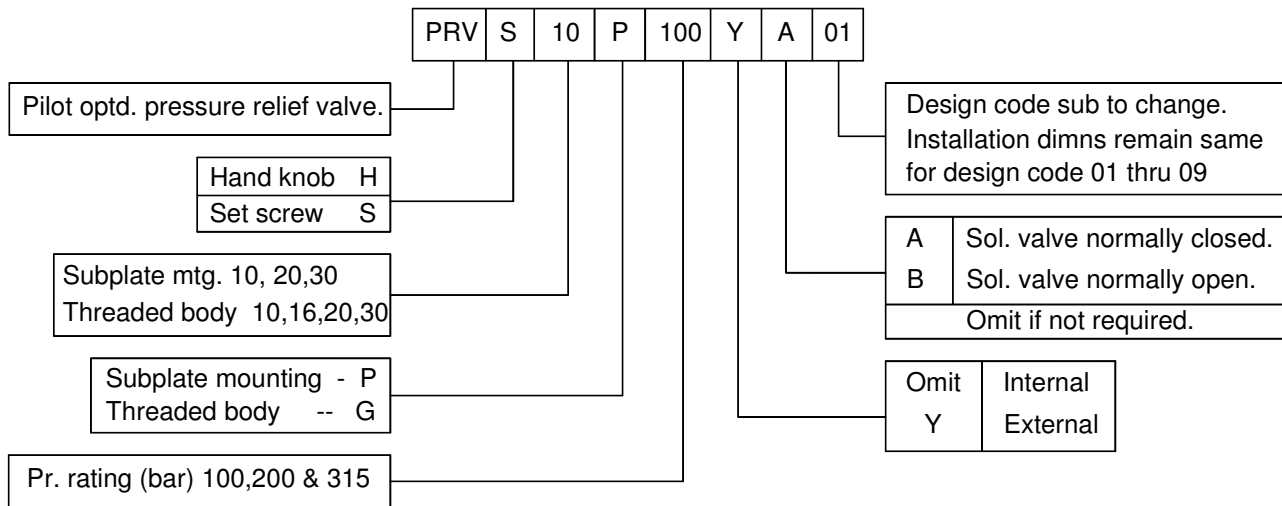 PRV S 10 P 100 Y A 01
Pilot optd. pressure relief valve.
Hand knob H
Set screw S
Subplate mtg. 10, 20,30
Threaded body 10,16,20,30
Subplate mounting - P
Threaded body -- G
Pr. rating (bar) 100,200 & 315
Design code sub to change.
Installation dimns remain same
for design code 01 thru 09
A Sol. valve normally closed.
B Sol. valve normally open.
Omit if not required.
Omit Internal
Y External